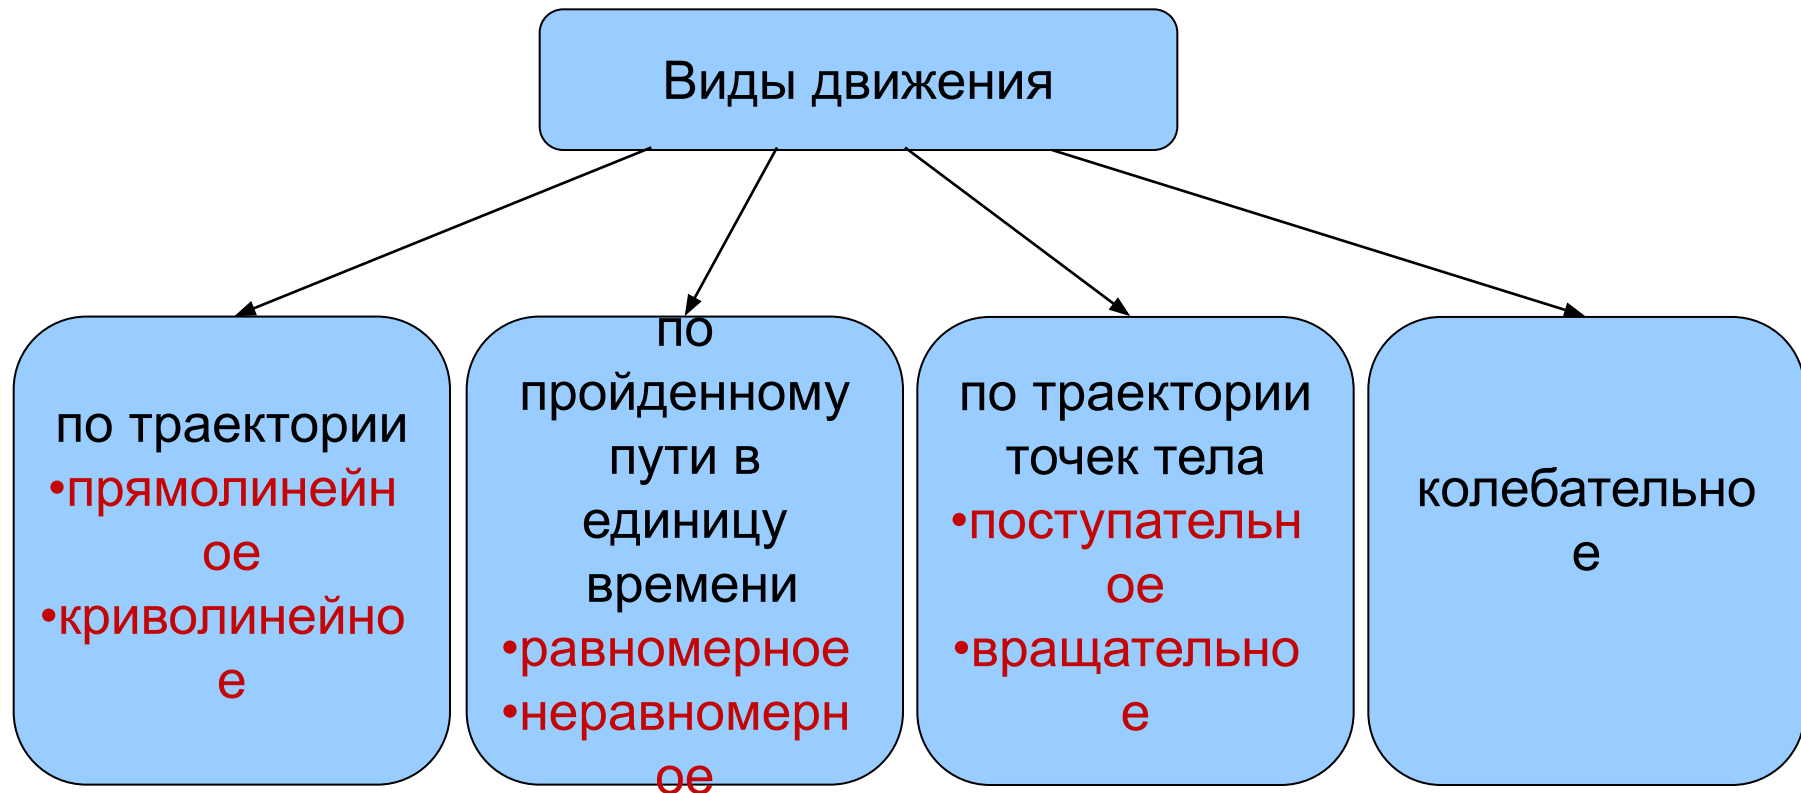 Виды движения
по траектории
•прямолинейн
ое
•криволинейно
е
по
пройденному
пути в
единицу
времени
•равномерное
•неравномерн
ое
по траектории
точек тела
•поступательн
ое
•вращательно
е
колебательно
е